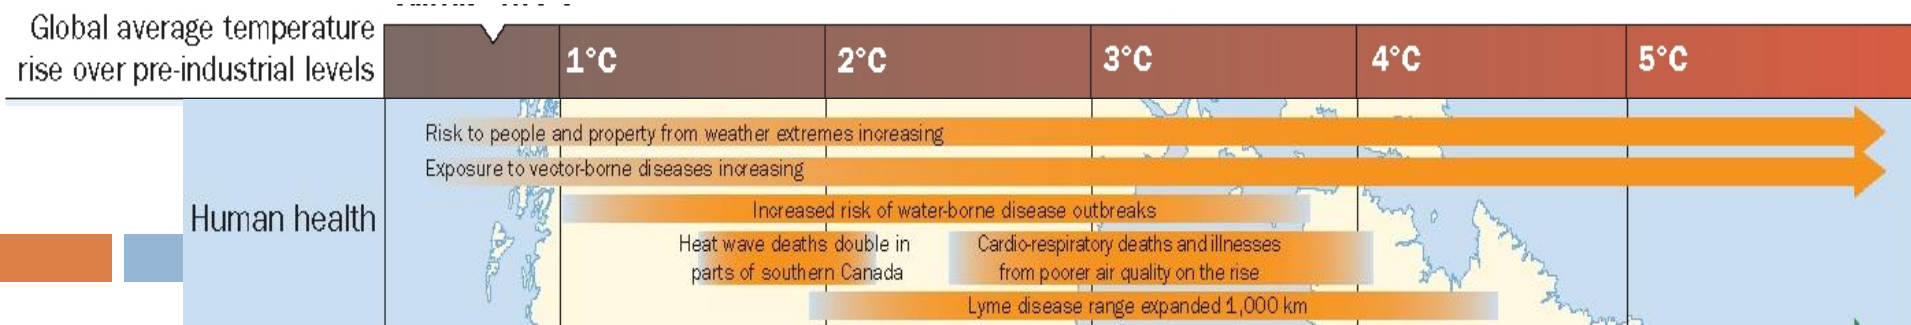 Global average temperature
rise over pre-industrial levels
1°C 2°C 3°C 4°C 5°C
Human health
Risk to people and property from weather extremes increasing
Exposure to vector-borne diseases increasing
Increased risk of water-borne disease outbreaks
Heat wave deaths double in
parts of southern Canada
Cardio-respiratory deaths and illnesses
from poorer air quality on the rise
Lyme disease range expanded 1,000 km